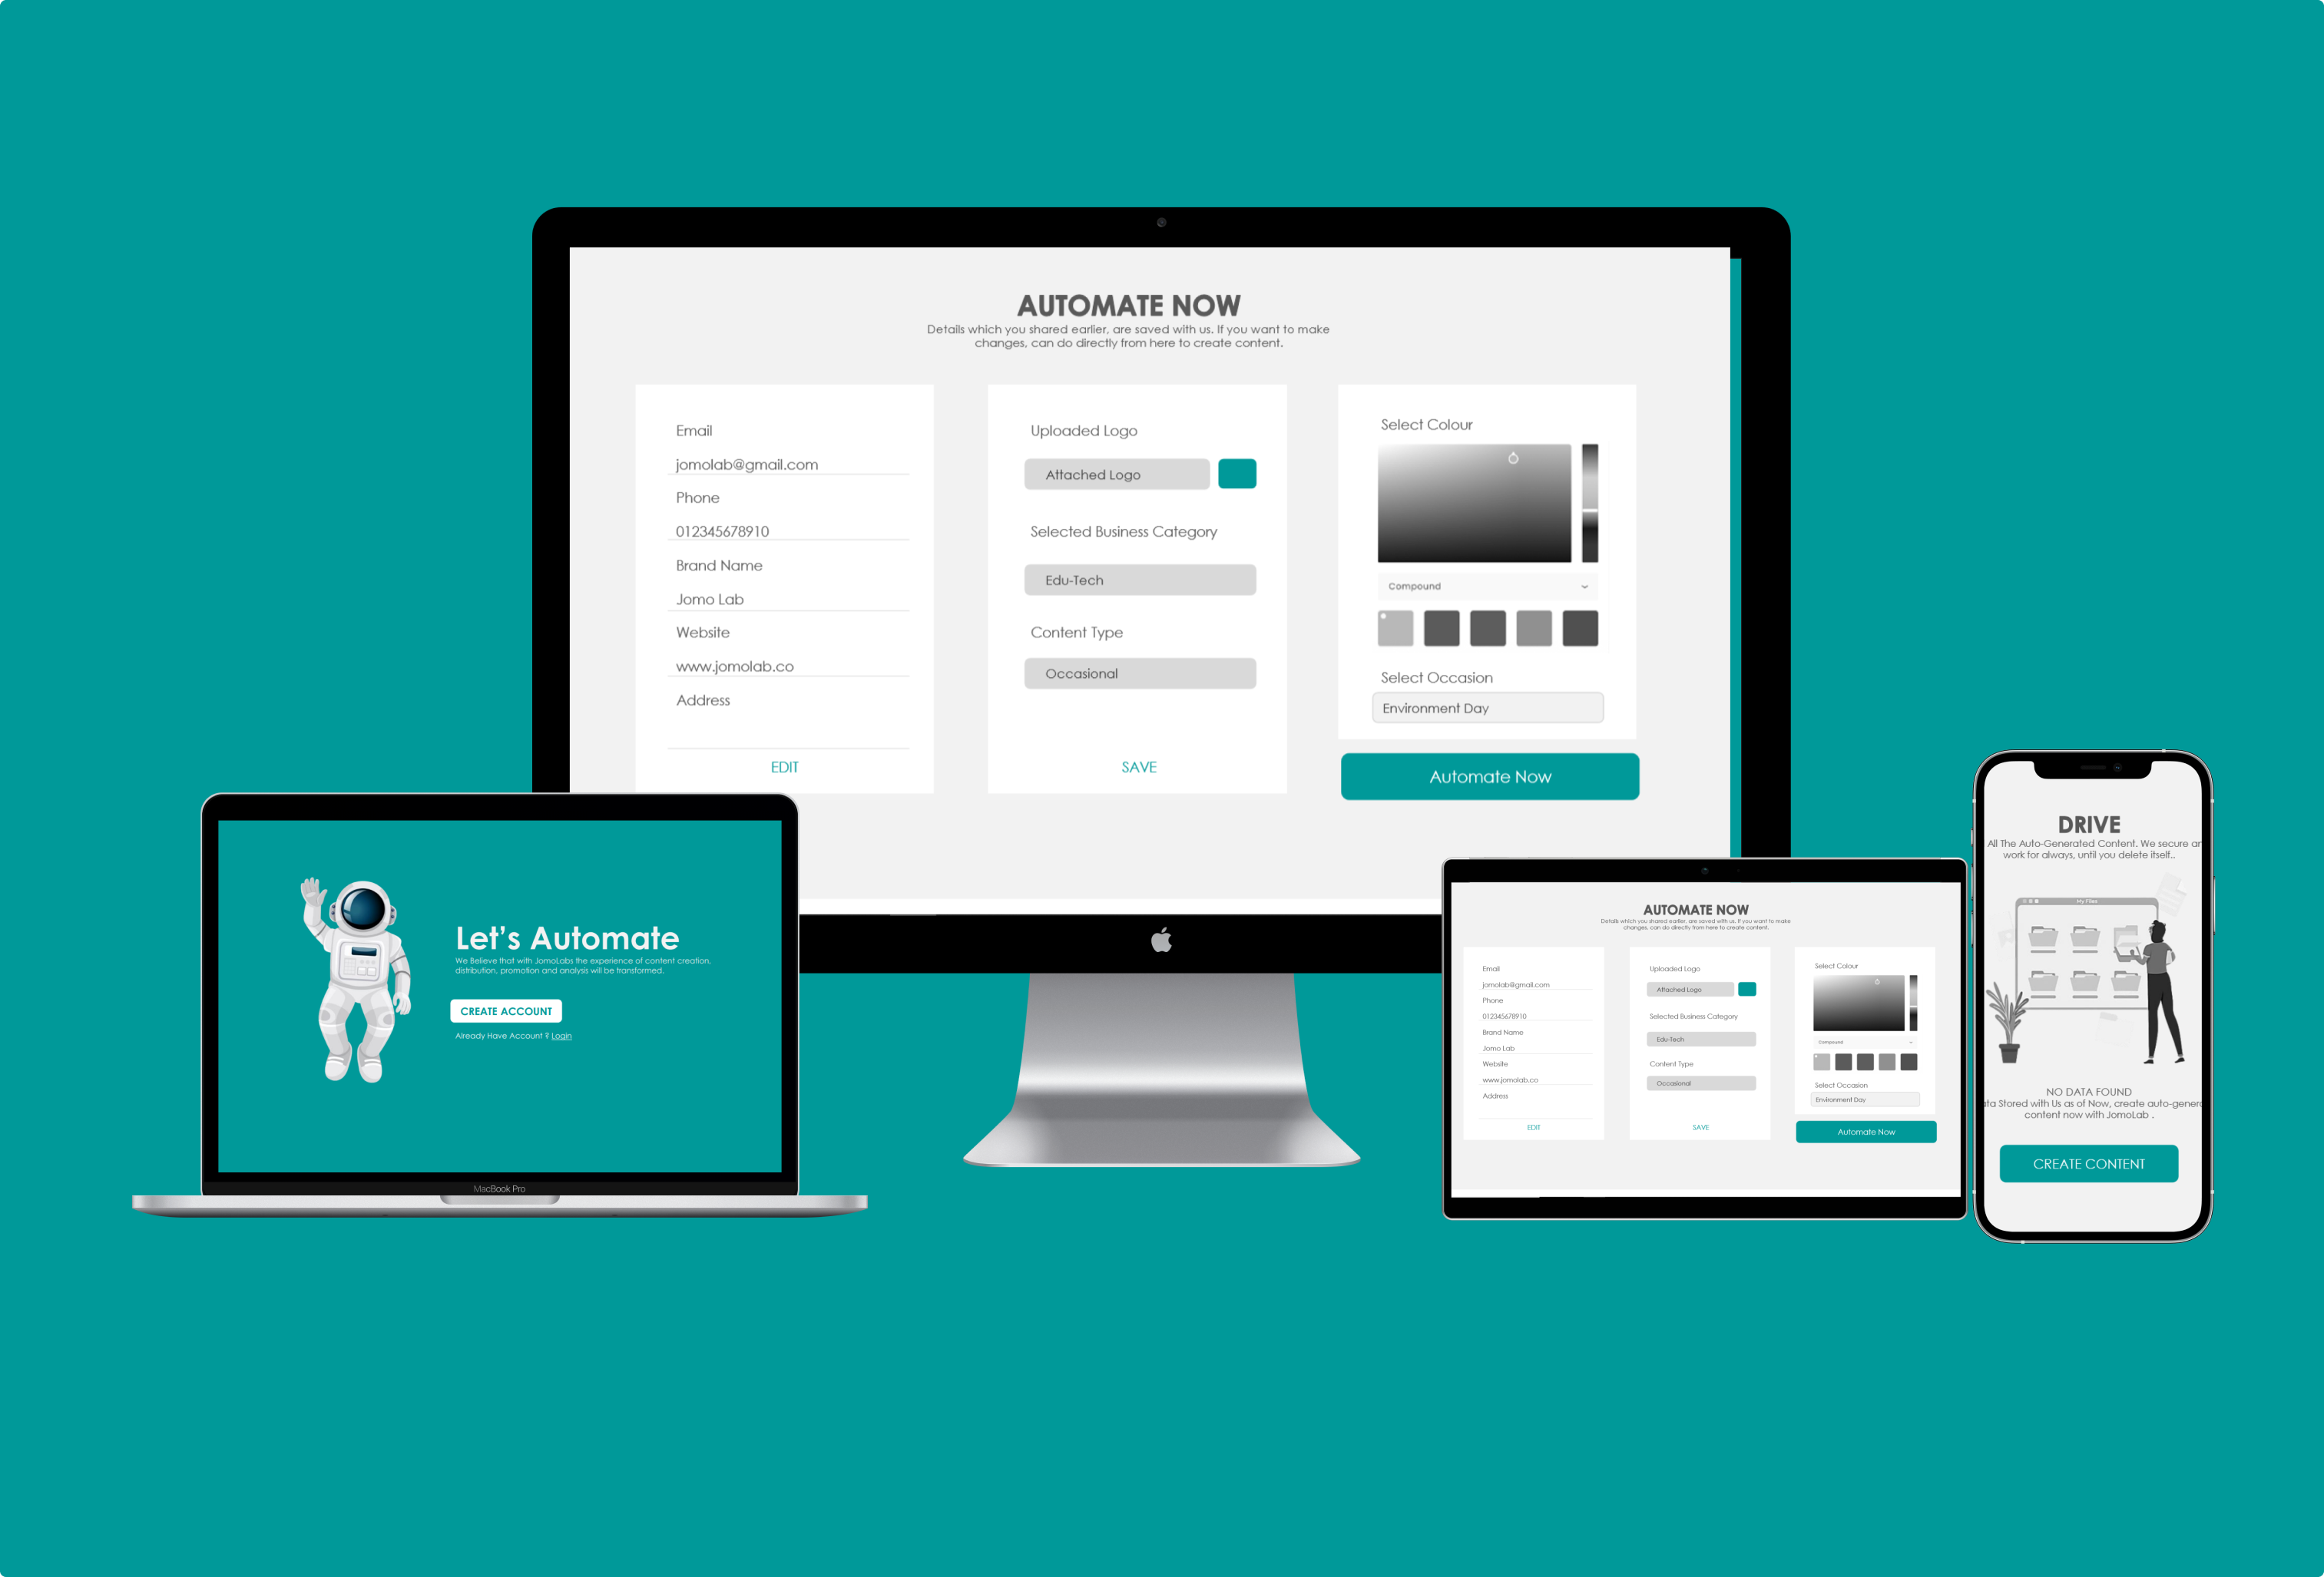 AUTOMATE NOW
Details which you shared earlier, are saved with us. If you want to make
changes, can do directly from here to create content.
Email
jomolab@gmail.com
Phone
012345678910
Brand Name
Jomo Lab
Website
www.jomolab.co
Address
EDIT
Uploaded Logo
Attached Logo
Selected Business Category
Edu-Tech
Content Type
Occasional
SAVE
Select Colour
Compound
Select Occasion
Environment Day
Automate Now
Let's Automate
We Believe that with JomoLabs the experience of content creation,
distribution, promotion and analysis will be transformed.
CREATE ACCOUNT
Already Have Account ? Login
MacBook Pro
AUTOMATE NOW
Details which you shared earlier, are saved with us. If you want to make
changes, can do directly from here to create content.
Email
jomolab@gmail.com
Phone
012345678910
Brand Name
Jomo Lab
Website
www.jomolab.co
Address
EDIT
Uploaded Logo
Attached Logo
Selected Business Category
Edu-Tech
Content Type
Occasional
SAVE
Select Colour
Compound
Select Occasion
Environment Day
Automate Now
DRIVE
All The Auto-Generated Content. We secure
work for always, until you delete itself..
My Files
NO DATA FOUND
Stored with Us as of Now, create
content now with JomoLab .
CREATE CONTENT